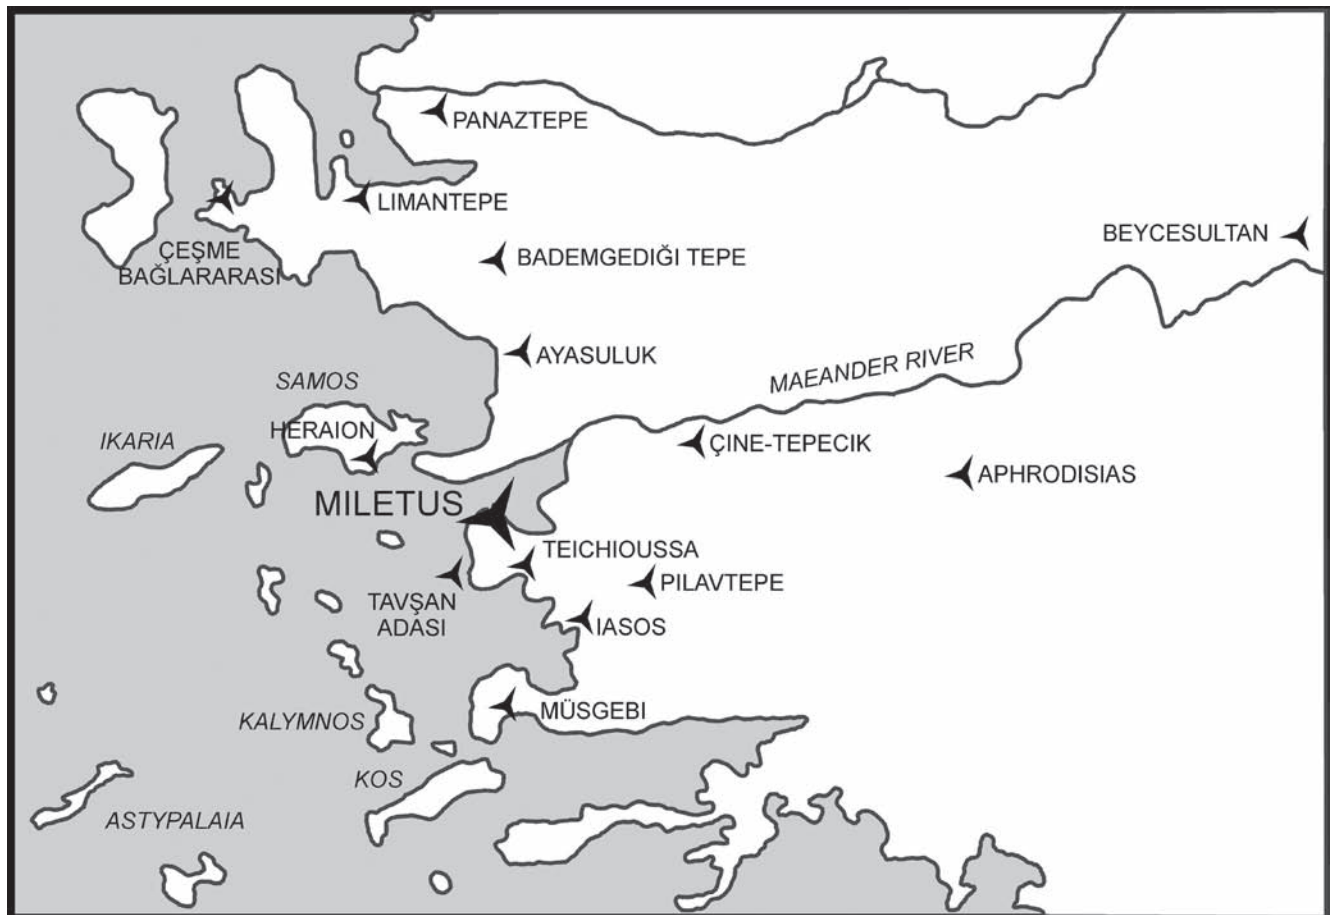 PANAZTEPE
LIMANTEPE
BEYCESULTAN
ÇEŞME
BAĞLARARASI
BADEMGEDIĞI TEPE
AYASULUK
MAEANDER RIVER
SAMOS
HERAION
IKARIA
ÇINE-TEPECIK
APHRODISIAS
MILETUS
TEICHIOUSSA
PILAVTEPE
TAVŞAN
ADASI
IASOS
MÜSGEBI
KALYMNOS
KOS
ASTYPALAIA